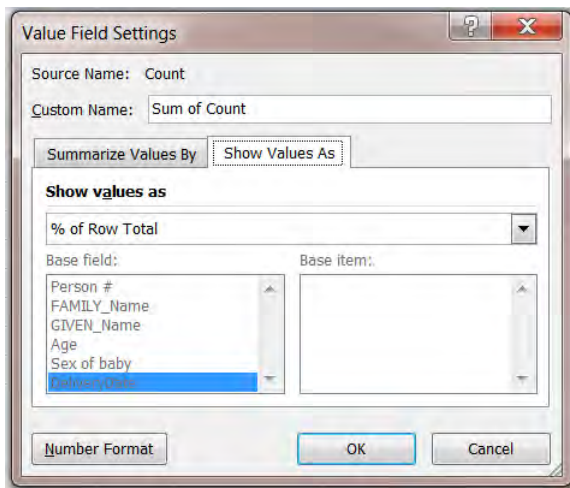 Value Field Settings
Source Name: Count
Custom Name: Sum of Count
Summarize Values By Show Values As
Show values as
% of Row Total
Base field: Base item:
Person #
FAMILY_Name
GIVEN_Name
Age
Sex of baby
Number Format OK Cancel